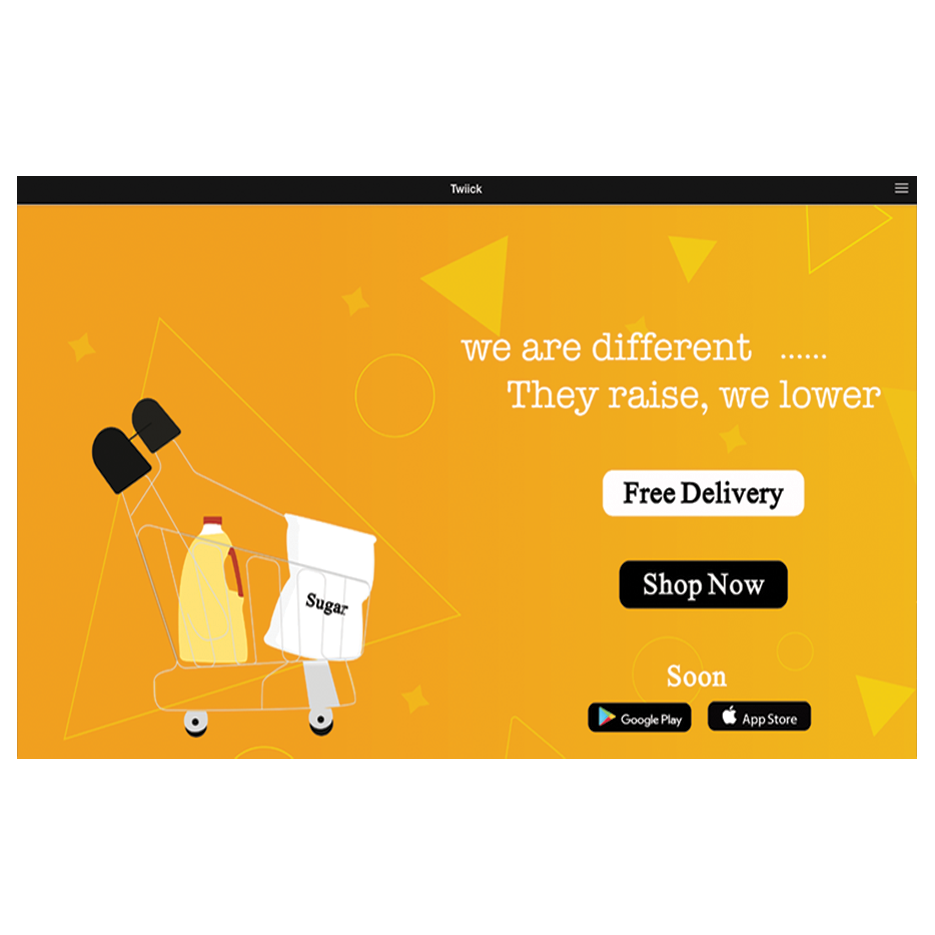 Twiick
we are different ......
They raise, we lower
Free Delivery
Shop Now
Sugar
Soon
Google Play
App Store